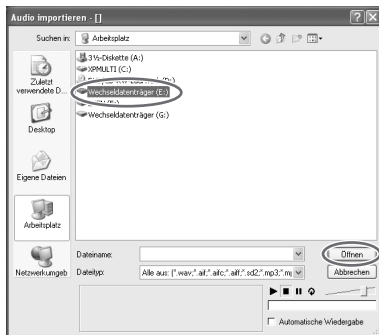 Audio importieren - []
Suchen in:
Arbeitsplatz
3½-Diskette (A:)
XPMULTI (C:)
Wechseldatenträger (E:)
Wechseldatenträger (G:)
Zuletzt
verwendete D...
Desktop
Eigene Dateien
Arbeitsplatz
Netzwerkumgeb
Dateiname:
Öffnen
Dateityp:
Alle aus: (*.wav;*.aif;*.aifc;*.aiff;*.sd2;*.mp3;*.mp
Abbrechen
Automatische Wiedergabe